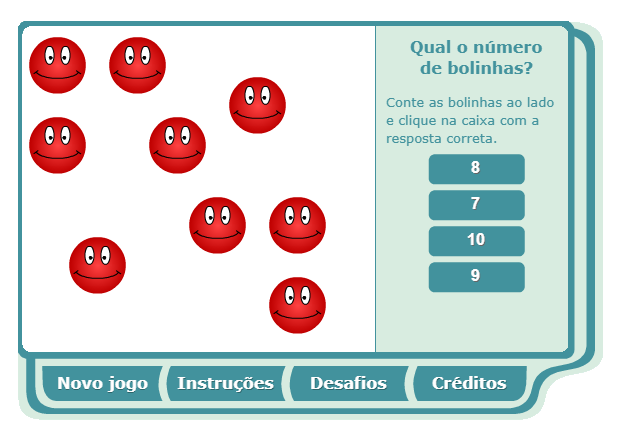 Qual o número
de bolinhas?
Conte as bolinhas ao lado
e clique na caixa com a
resposta correta.
8
7
10
9
Novo jogo
Instruções
Desafios
Créditos